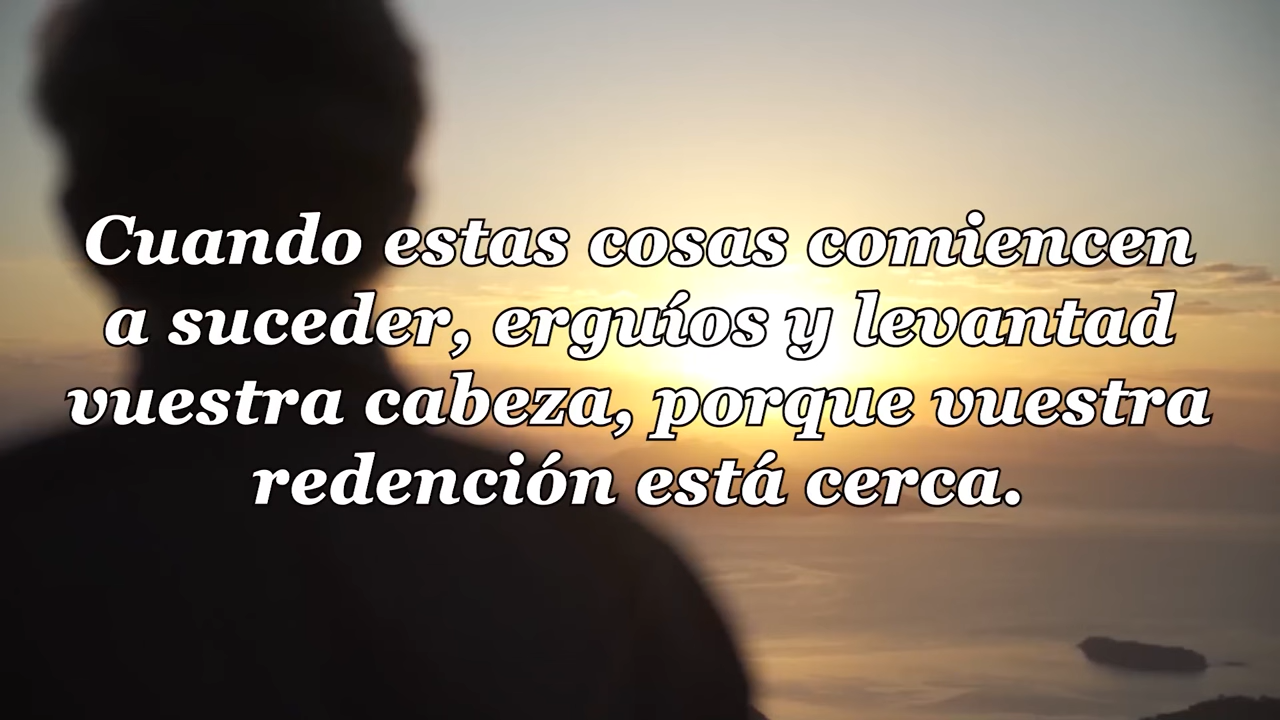 Cuando estas cosas comiencen
a suceder, erguíos y levantad
vuestra cabeza, porque vuestra
redención está cerca.